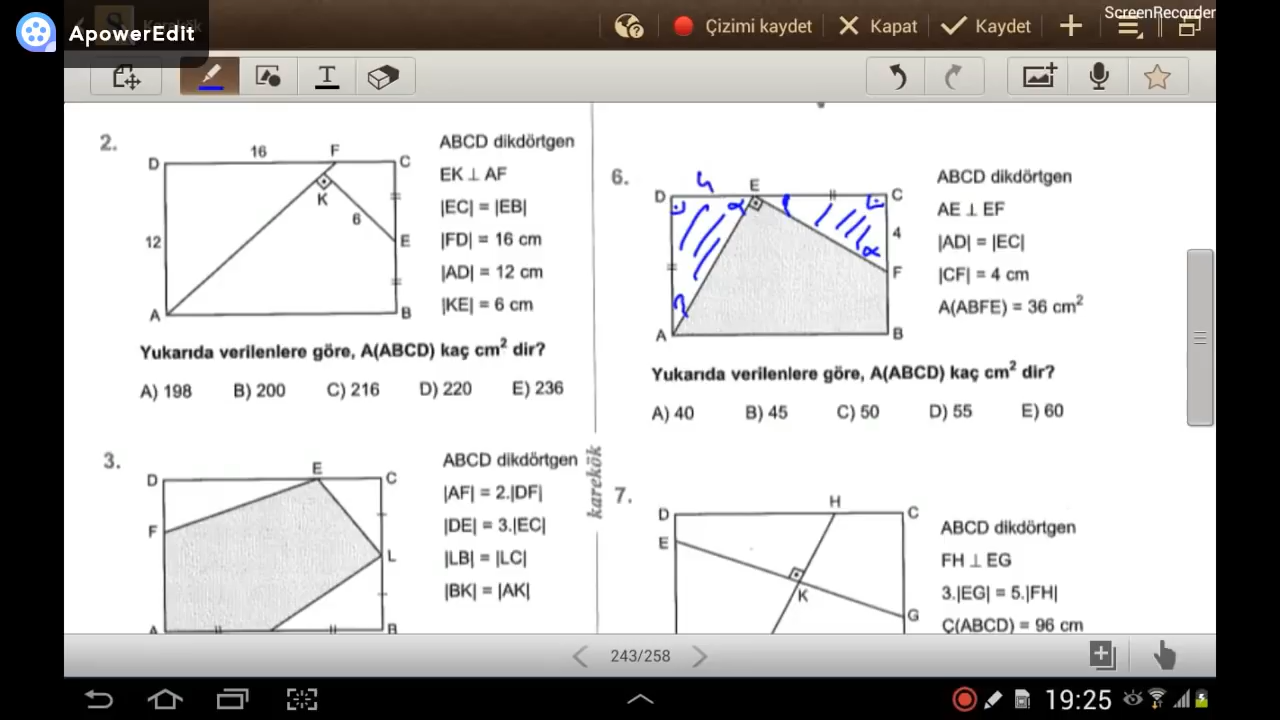 ScreenRecorder
ApowerEdit
Çizimi kaydet
Kapat
Kaydet
T
2.
D
16
F
C
K
6
12
E
A
B
ABCD dikdörtgen
EK ⊥ AF
|EC| = |EB|
|FD| = 16 cm
|AD| = 12 cm
|KE| = 6 cm
Yukarıda verilenlere göre, A(ABCD) kaç cm² dir?
A) 198 B) 200 C) 216 D) 220 E) 236
3.
D
E
C
F
L
A
B
ABCD dikdörtgen
|AF| = 2.|DF|
|DE| = 3.|EC|
|LB| = |LC|
|BK| = |AK|
karekök
6.
D
4
E
C
α
4
α
F
A
B
ABCD dikdörtgen
AE ⊥ EF
|AD| = |EC|
|CF| = 4 cm
A(ABFE) = 36 cm²
Yukarıda verilenlere göre, A(ABCD) kaç cm² dir?
A) 40 B) 45 C) 50 D) 55 E) 60
7.
D
H
C
E
K
G
ABCD dikdörtgen
FH ⊥ EG
3.|EG| = 5.|FH|
Ç(ABCD) = 96 cm
243/258
19:25